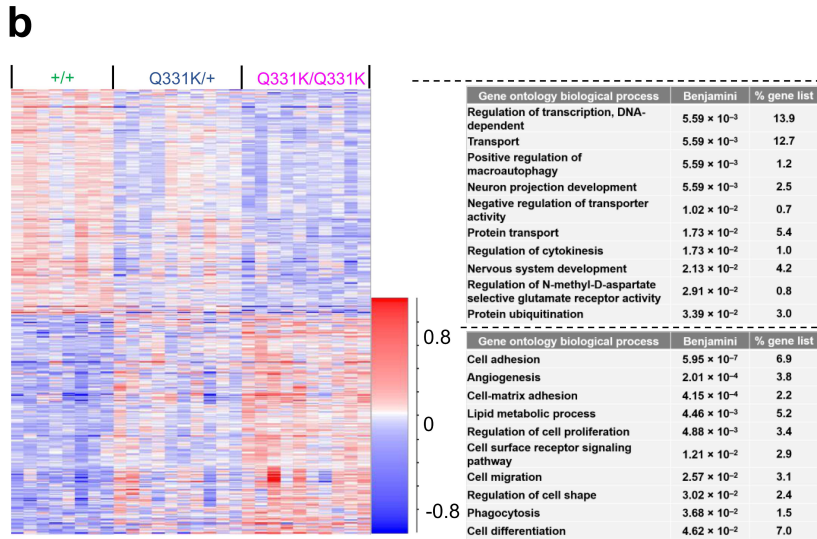 b
+/+ Q331K/+ Q331K/Q331K
0.8
0
-0.8
Gene ontology biological process Benjamini % gene list
Regulation of transcription, DNA-
dependent 5.59 × 10⁻³ 13.9
Transport 5.59 × 10⁻³ 12.7
Positive regulation of
macroautophagy 5.59 × 10⁻³ 1.2
Neuron projection development 5.59 × 10⁻³ 2.5
Negative regulation of transporter
activity 1.02 × 10⁻² 0.7
Protein transport 1.73 × 10⁻² 5.4
Regulation of cytokinesis 1.73 × 10⁻² 1.0
Nervous system development 2.13 × 10⁻² 4.2
Regulation of N-methyl-D-aspartate
selective glutamate receptor activity 2.91 × 10⁻² 0.8
Protein ubiquitination 3.39 × 10⁻² 3.0
Gene ontology biological process Benjamini % gene list
Cell adhesion 5.95 × 10⁻⁷ 6.9
Angiogenesis 2.01 × 10⁻⁴ 3.8
Cell-matrix adhesion 4.15 × 10⁻⁴ 2.2
Lipid metabolic process 4.46 × 10⁻³ 5.2
Regulation of cell proliferation 4.88 × 10⁻³ 3.4
Cell surface receptor signaling
pathway 1.21 × 10⁻² 2.9
Cell migration 2.57 × 10⁻² 3.1
Regulation of cell shape 3.02 × 10⁻² 2.4
Phagocytosis 3.68 × 10⁻² 1.5
Cell differentiation 4.62 × 10⁻² 7.0